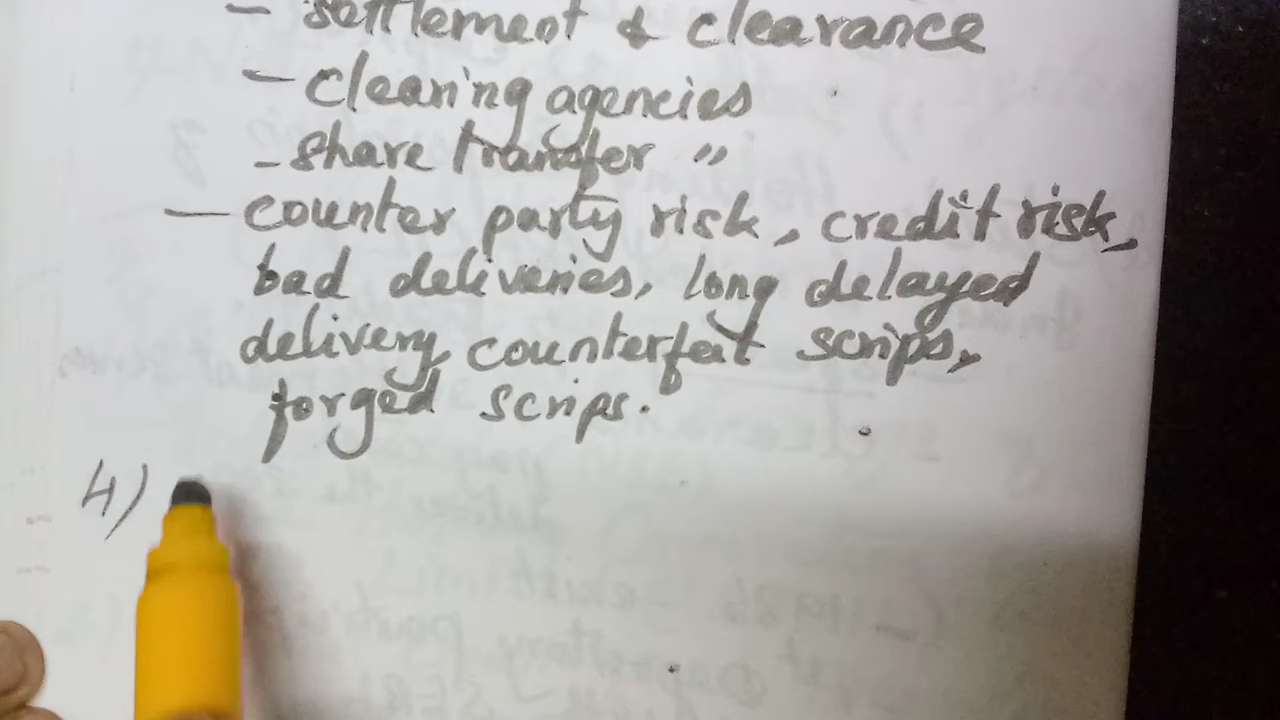 - settlement & clearance
- clearing agencies
- share transfer "
- counter party risk, credit risk,
bad deliveries, long delayed
delivery, counterfeit scrips,
forged scrips.
4)